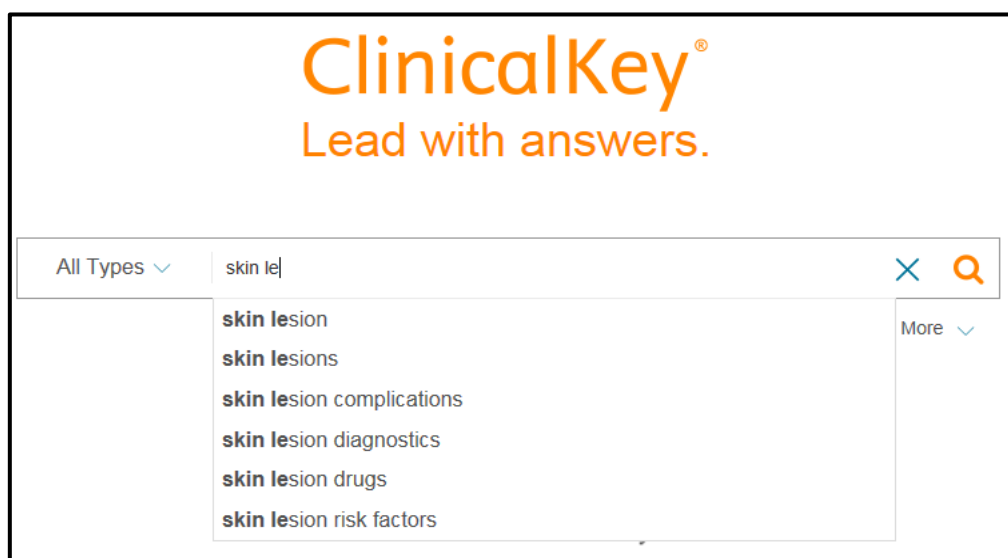 ClinicalKey®
Lead with answers.
All Types skin le
skin lesion
More
skin lesions
skin lesion complications
skin lesion diagnostics
skin lesion drugs
skin lesion risk factors